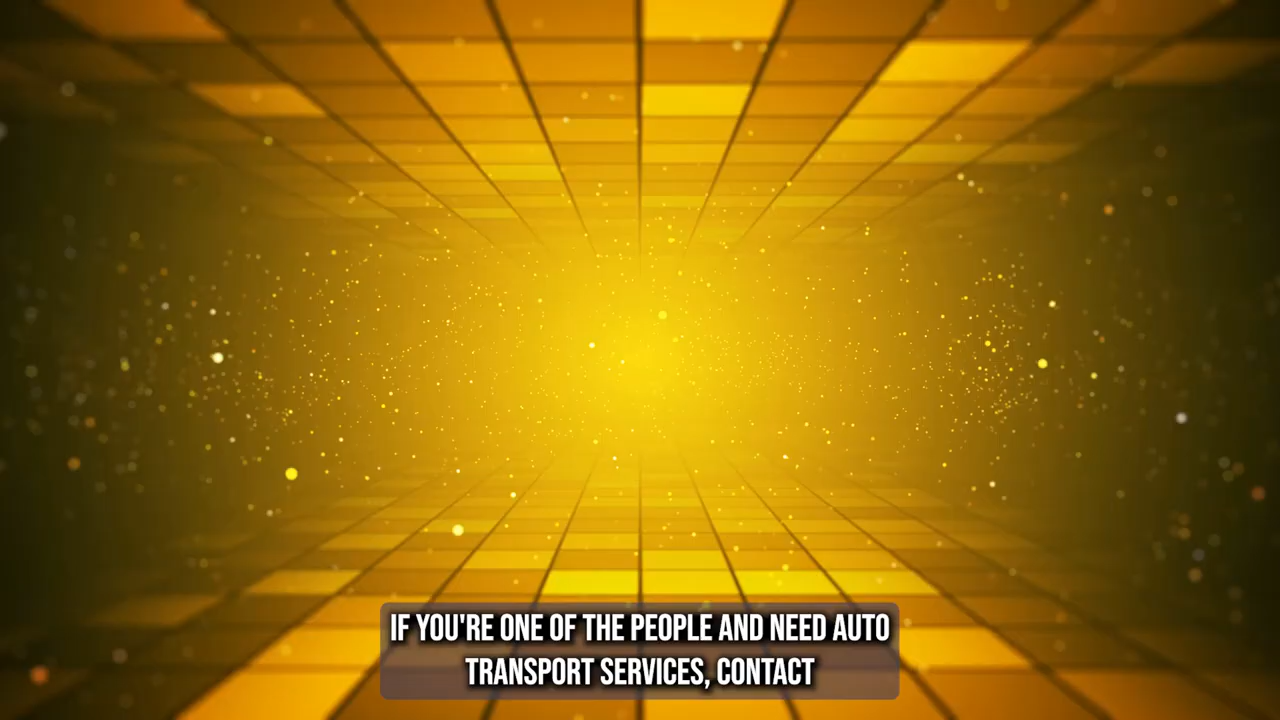 IF YOU'RE ONE OF THE PEOPLE AND NEED AUTO
TRANSPORT SERVICES, CONTACT